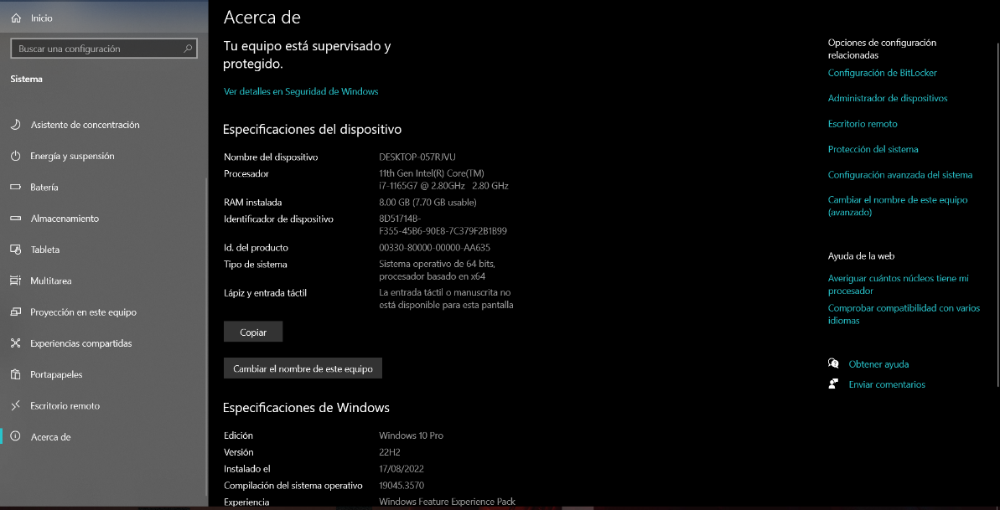 Inicio
Buscar una configuración
Sistema
Asistente de concentración
Energía y suspensión
Batería
Almacenamiento
Tableta
Multitarea
Proyección en este equipo
Experiencias compartidas
Portapapeles
Escritorio remoto
Acerca de
Acerca de
Tu equipo está supervisado y
protegido.
Ver detalles en Seguridad de Windows
Especificaciones del dispositivo
Nombre del dispositivo DESKTOP-057RJVU
Procesador 11th Gen Intel(R) Core(TM)
i7-1165G7 @ 2.80GHz 2.80 GHz
RAM instalada 8.00 GB (7.70 GB usable)
Identificador de dispositivo 8D51714B-
F355-45B6-90E8-7C379F2B1B99
Id. del producto 00330-80000-00000-AA635
Tipo de sistema Sistema operativo de 64 bits,
procesador basado en x64
Lápiz y entrada táctil La entrada táctil o manuscrita no
está disponible para esta pantalla
Copiar
Cambiar el nombre de este equipo
Especificaciones de Windows
Edición Windows 10 Pro
Versión 22H2
Instalado el 17/08/2022
Compilación del sistema operativo 19045.3570
Experiencia Windows Feature Experience Pack
Opciones de configuración
relacionadas
Configuración de BitLocker
Administrador de dispositivos
Escritorio remoto
Protección del sistema
Configuración avanzada del sistema
Cambiar el nombre de este equipo
(avanzado)
Ayuda de la web
Averiguar cuántos núcleos tiene mi
procesador
Comprobar compatibilidad con varios
idiomas
Obtener ayuda
Enviar comentarios